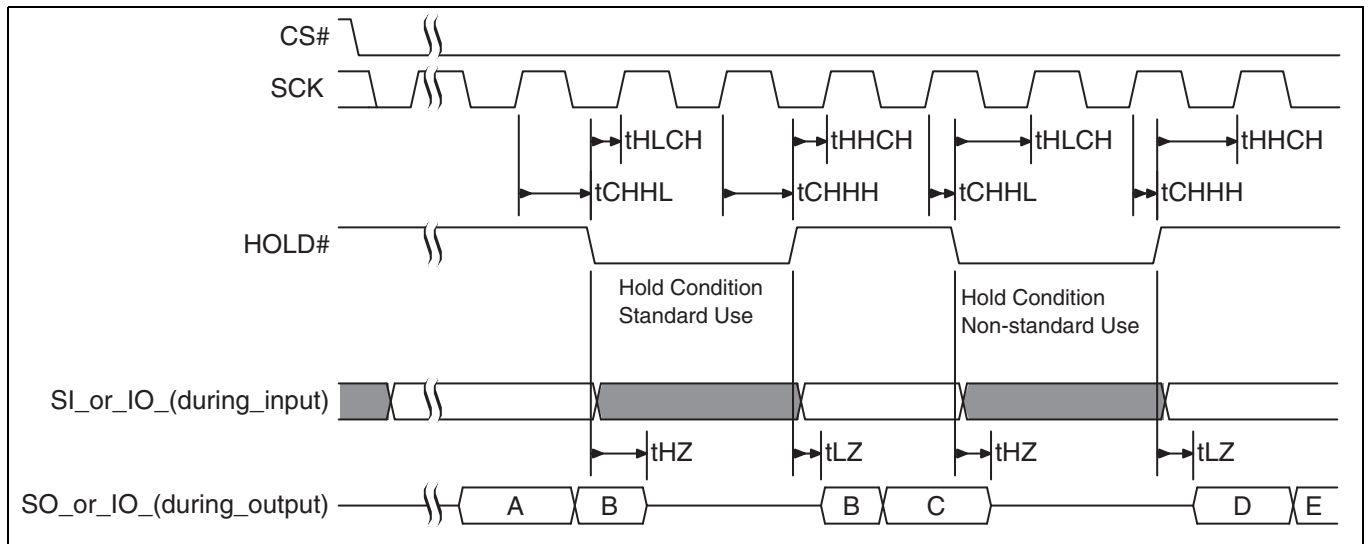 CS#
SCK
tHLCH
tHHCH
tHLCH
tHHCH
tCHHL
tCHHH
tCHHL
tCHHH
HOLD#
Hold Condition
Standard Use
Hold Condition
Non-standard Use
SI_or_IO_(during_input)
tHZ
tLZ
tHZ
tLZ
SO_or_IO_(during_output)
A
B
B
C
D
E